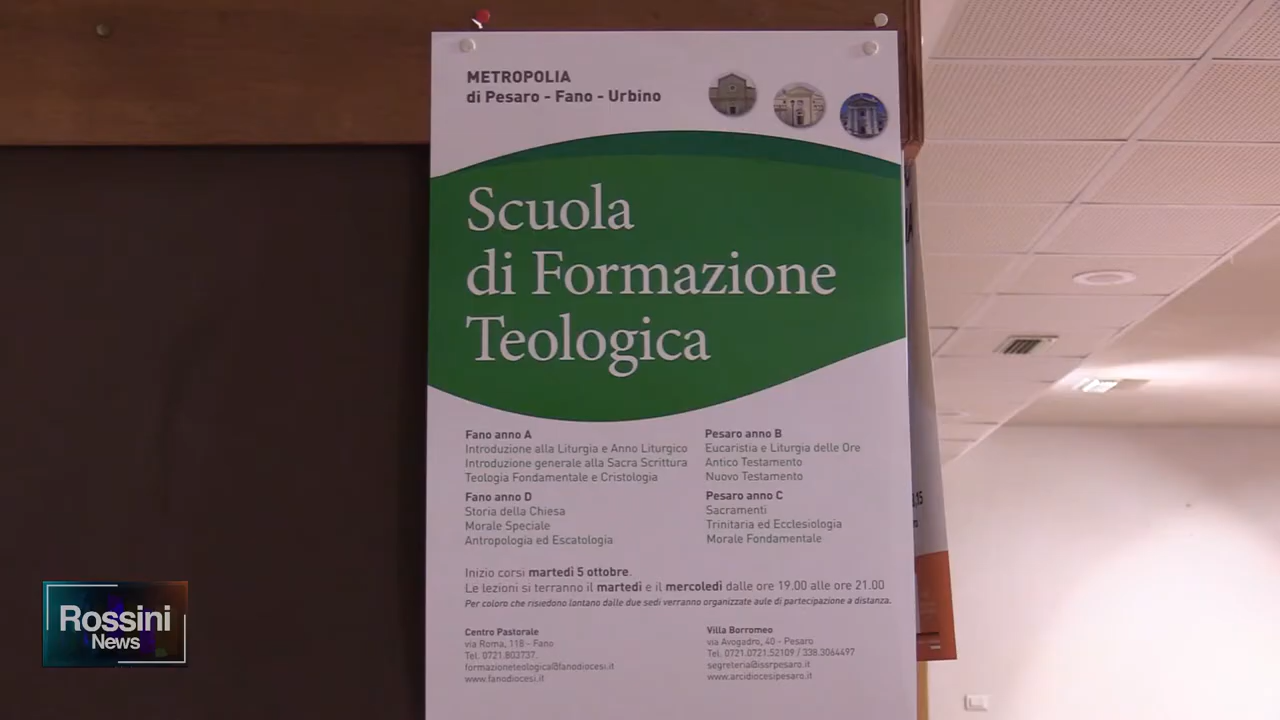 METROPOLIA
di Pesaro - Fano - Urbino
Scuola
di Formazione
Teologica
Fano anno A
Introduzione alla Liturgia e Anno Liturgico
Introduzione generale alla Sacra Scrittura
Teologia Fondamentale e Cristologia
Pesaro anno B
Eucaristia e Liturgia delle Ore
Antico Testamento
Nuovo Testamento
Fano anno D
Storia della Chiesa
Morale Speciale
Antropologia ed Escatologia
Pesaro anno C
Sacramenti
Trinitaria ed Ecclesiologia
Morale Fondamentale
Inizio corsi martedì 5 ottobre.
Le lezioni si terranno il martedì e il mercoledì dalle ore 19.00 alle ore 21.00
Per coloro che risiedono lontano dalle due sedi verranno organizzate aule di partecipazione a distanza.
Centro Pastorale
via Roma, 118 - Fano
Tel. 0721.803737.
formazioneteologica@fanodiocesi.it
www.fanodiocesi.it
Villa Borromeo
via Avogadro, 40 - Pesaro
Tel. 0721.0721.52109 / 338.3064497
segreteria@issrpesaro.it
www.arcidiocesipesaro.it
Rossini
News